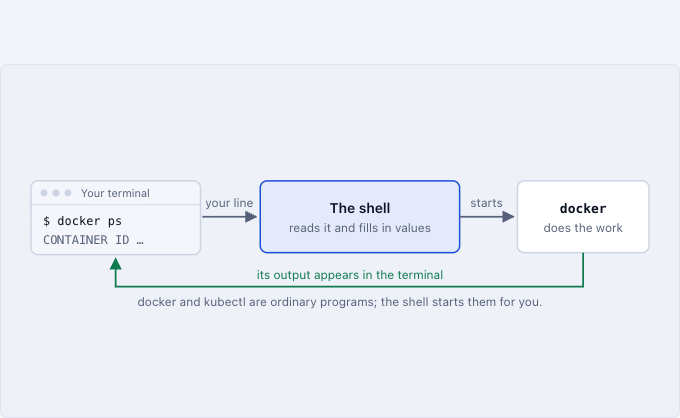 Your terminal
$ docker ps
CONTAINER ID …
your line
The shell
reads it and fills in values
starts
docker
does the work
its output appears in the terminal
docker and kubectl are ordinary programs; the shell starts them for you.